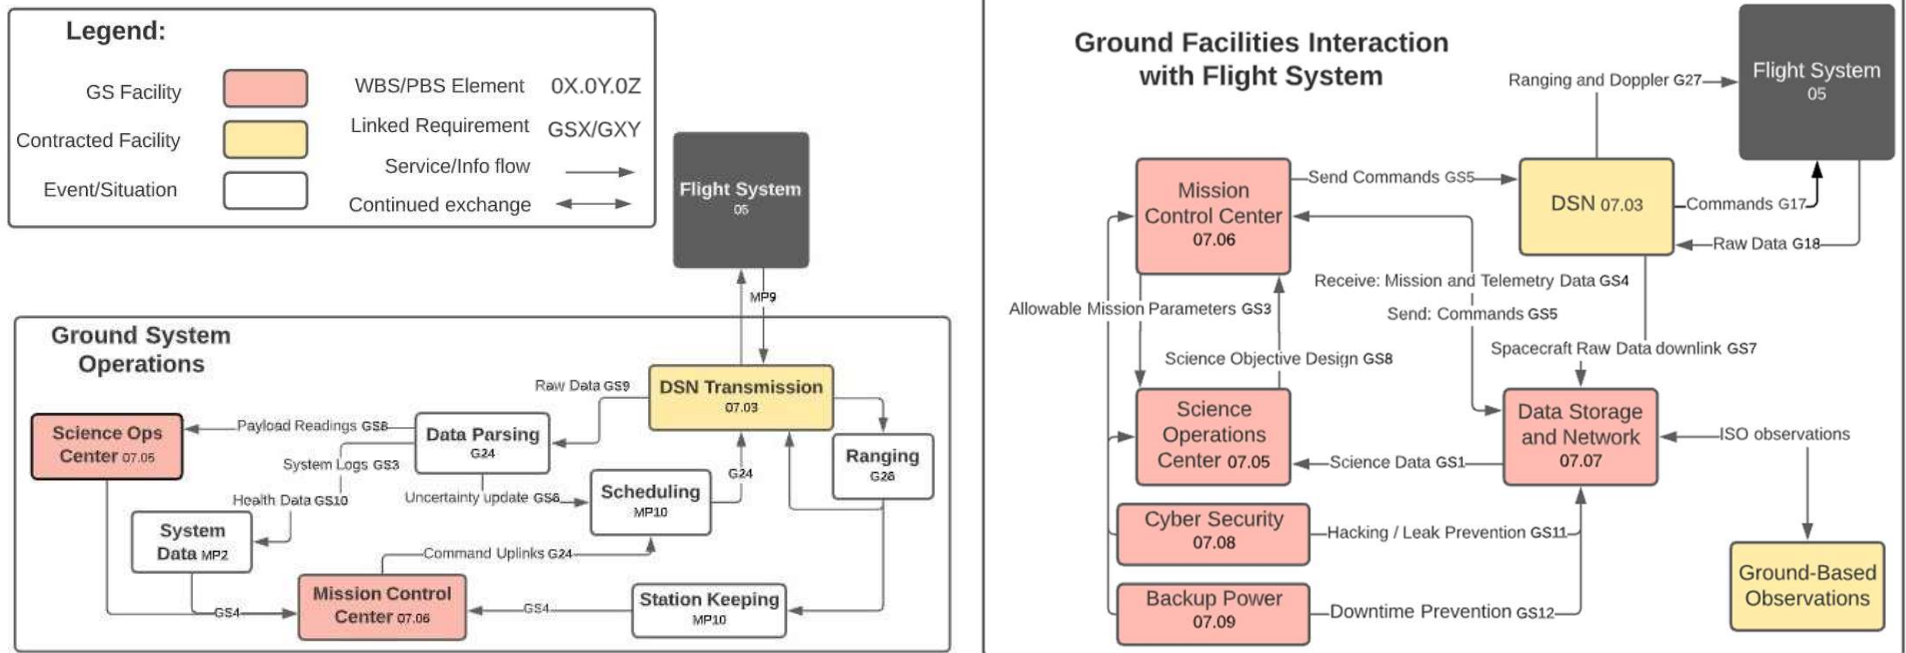 Legend:
GS Facility
Contracted Facility
Event/Situation
WBS/PBS Element 0X.0Y.0Z
Linked Requirement GSX/GXY
Service/Info flow
Continued exchange
Flight System
05
MP9
Ground System
Operations
DSN Transmission
07.03
Raw Data GS9
Science Ops
Center 07.05
Payload Readings GS8
Data Parsing
G24
Ranging
G26
System Logs GS3
Uncertainty update GS6
Health Data GS10
Scheduling
MP10
G24
System
Data MP2
Command Uplinks G24
Mission Control
Center 07.06
GS4
GS4
Station Keeping
MP10
Ground Facilities Interaction
with Flight System
Ranging and Doppler G27
Flight System
05
Mission
Control Center
07.06
Send Commands GS5
DSN 07.03
Commands G17
Raw Data G18
Receive: Mission and Telemetry Data GS4
Send: Commands GS5
Allowable Mission Parameters GS3
Science Objective Design GS8
Spacecraft Raw Data downlink GS7
Science
Operations
Center 07.05
Data Storage
and Network
07.07
ISO observations
Science Data GS1
Cyber Security
07.08
Hacking / Leak Prevention GS11
Backup Power
07.09
Downtime Prevention GS12
Ground-Based
Observations